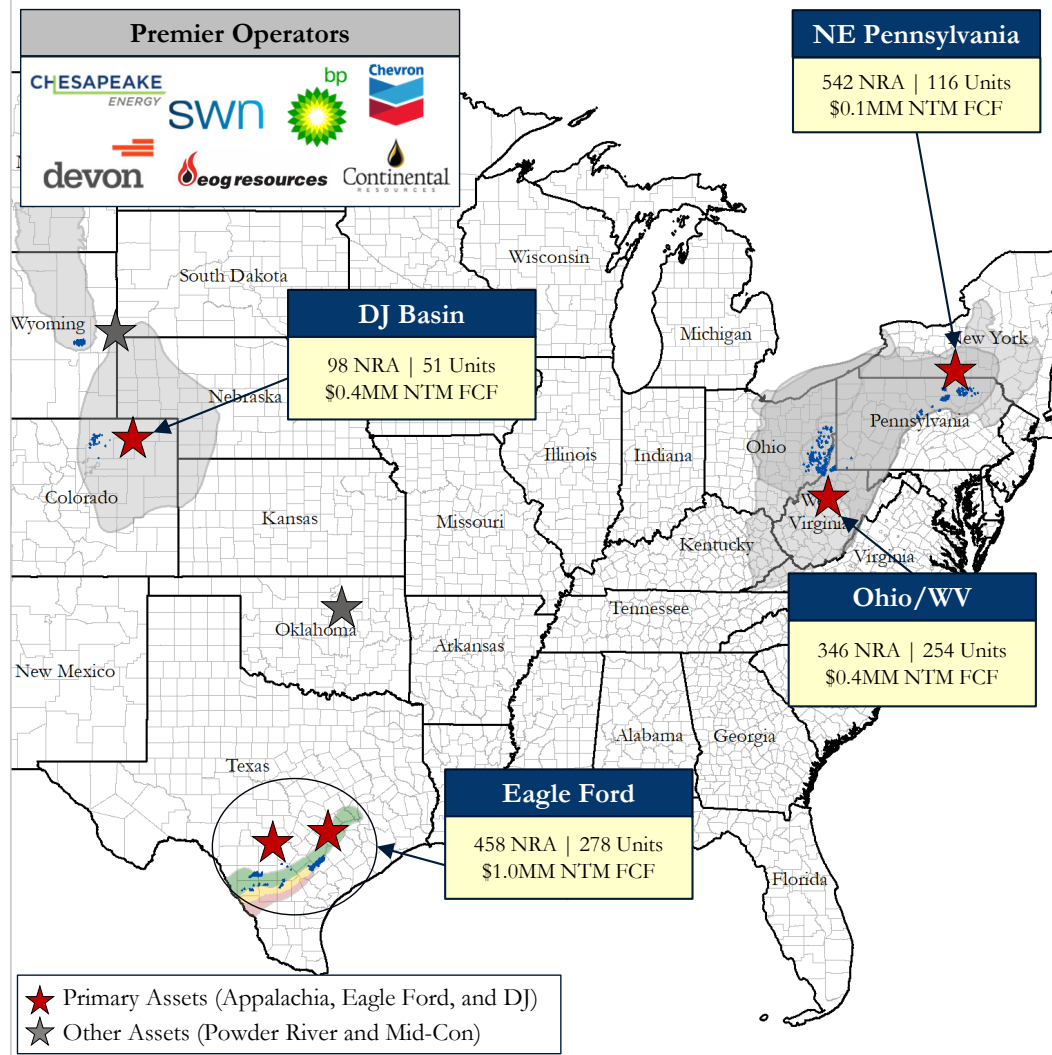 Premier Operators
CHESAPEAKE
ENERGY
swn
bp
Chevron
devon
eog resources
Continental
RESOURCES
NE Pennsylvania
542 NRA | 116 Units
$0.1MM NTM FCF
Wisconsin
South Dakota
Michigan
New York
Wyoming
DJ Basin
98 NRA | 51 Units
$0.4MM NTM FCF
Nebraska
Pennsylvania
Ohio
Illinois
Indiana
Colorado
Kansas
Missouri
West
Virginia
Kentucky
Virginia
Ohio/WV
346 NRA | 254 Units
$0.4MM NTM FCF
Tennessee
Oklahoma
Arkansas
New Mexico
Alabama
Georgia
Texas
Eagle Ford
458 NRA | 278 Units
$1.0MM NTM FCF
Florida
Primary Assets (Appalachia, Eagle Ford, and DJ)
Other Assets (Powder River and Mid-Con)